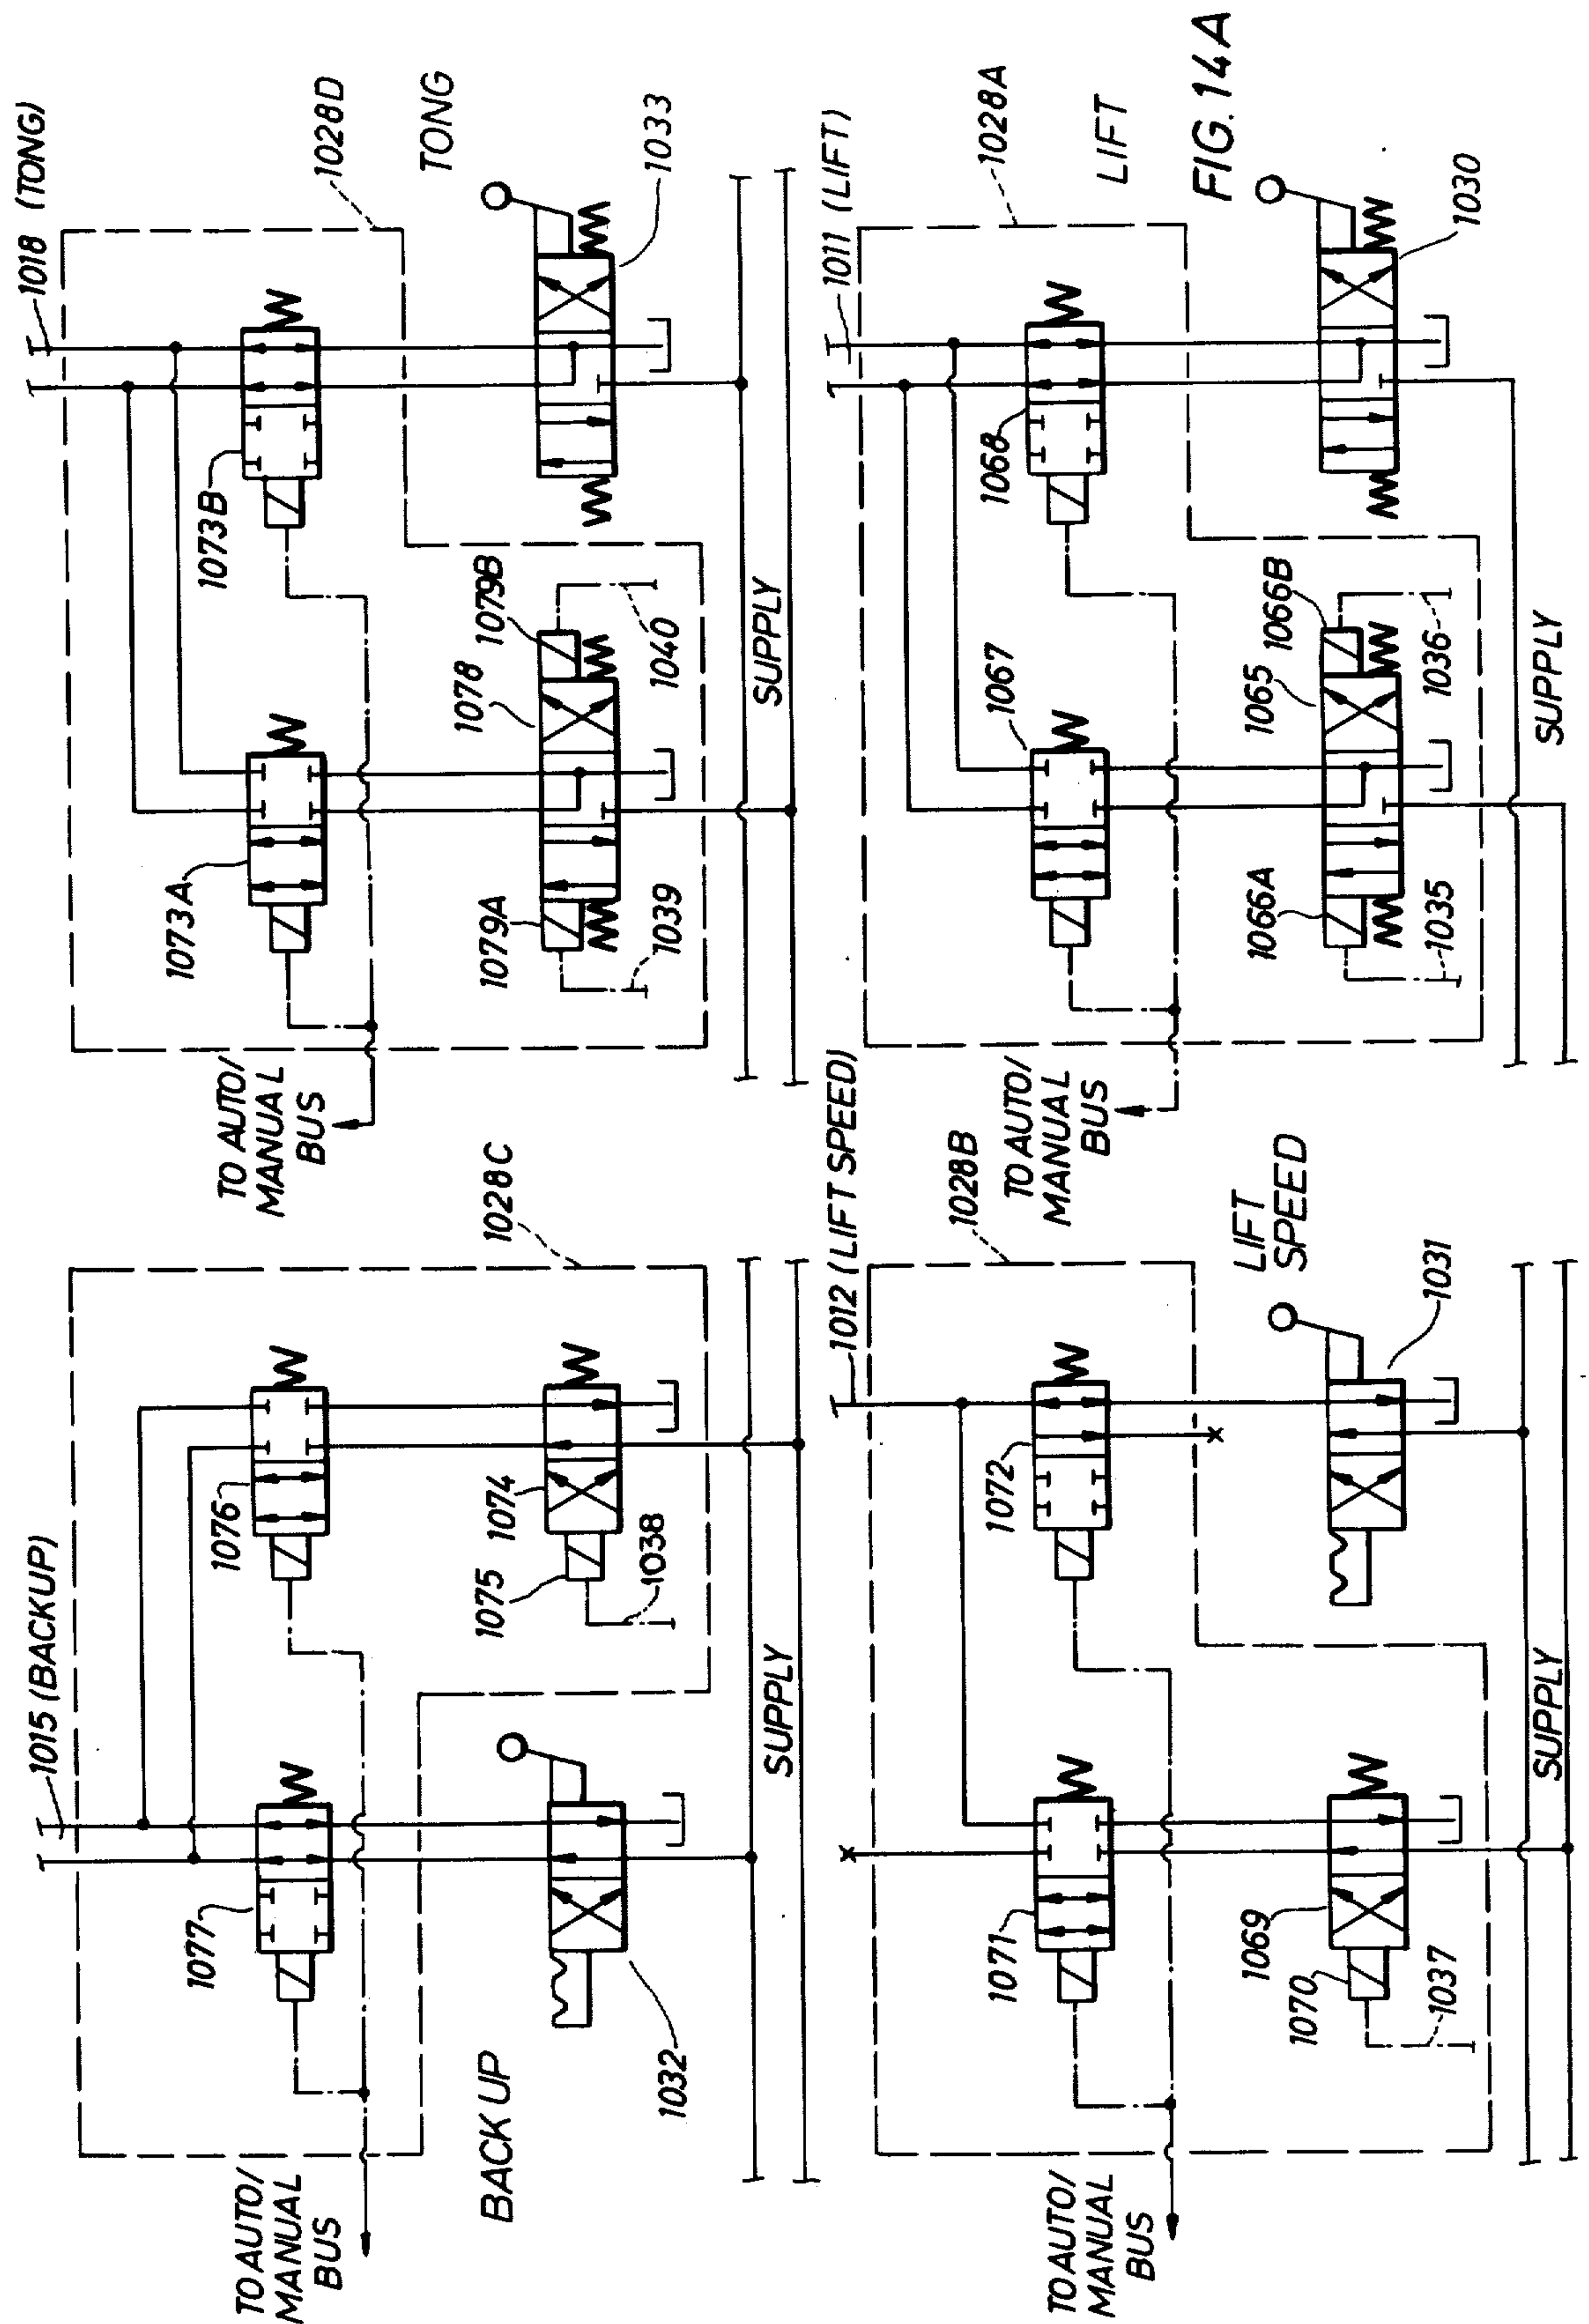 1015 (BACKUP)
1028C
1077
1076
1074
1075
1038
1032
TO AUTO/
MANUAL
BUS
BACK UP
SUPPLY
1018 (TONG)
1028D
TONG
1073B
1033
1073A
1078
1079B
1079A
1039
1040
TO AUTO/
MANUAL
BUS
SUPPLY
1012 (LIFT SPEED)
1028B
LIFT
SPEED
1072
1031
1071
1069
1070
1037
TO AUTO/
MANUAL
BUS
SUPPLY
1011 (LIFT)
1028A
LIFT
1068
1030
1067
1065
1066B
1066A
1035
1036
TO AUTO/
MANUAL
BUS
SUPPLY
FIG. 14A